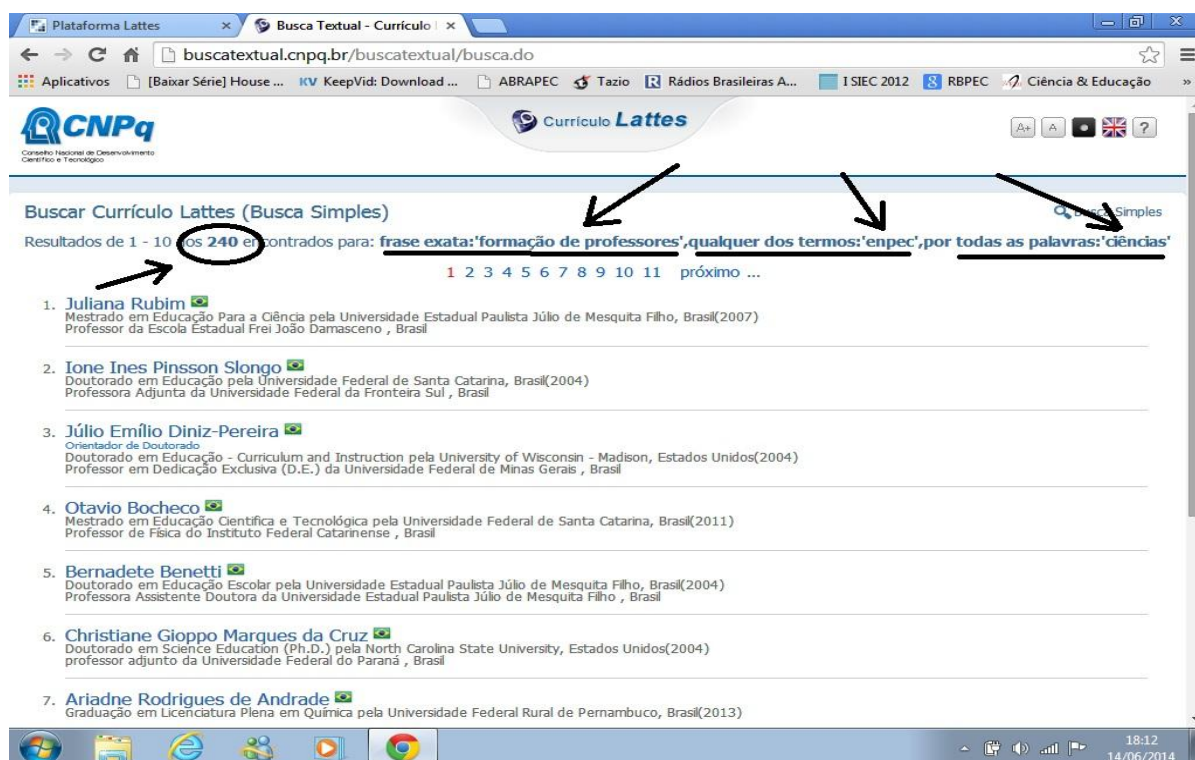 Plataforma Lattes
Busca Textual - Currículo
buscatextual.cnpq.br/buscatextual/busca.do
Aplicativos [Baixar Série] House ... KV KeepVid: Download ... ABRAPEC Tazio R Rádios Brasileiras A... I SIEC 2012 8 RBPEC Ciência & Educação »
CNPq
Conselho Nacional de Desenvolvimento
Científico e Tecnológico
Currículo Lattes
A+ A ?
Buscar Currículo Lattes (Busca Simples)
Busca Simples
Resultados de 1 - 10 dos 240 encontrados para: frase exata:'formação de professores',qualquer dos termos:'enpec',por todas as palavras:'ciências'
1 2 3 4 5 6 7 8 9 10 11 próximo ...
1. Juliana Rubim
Mestrado em Educação Para a Ciência pela Universidade Estadual Paulista Júlio de Mesquita Filho, Brasil(2007)
Professor da Escola Estadual Frei João Damasceno , Brasil
2. Ione Ines Pinsson Slongo
Doutorado em Educação pela Universidade Federal de Santa Catarina, Brasil(2004)
Professora Adjunta da Universidade Federal da Fronteira Sul , Brasil
3. Júlio Emílio Diniz-Pereira
Orientador de Doutorado
Doutorado em Educação - Curriculum and Instruction pela University of Wisconsin - Madison, Estados Unidos(2004)
Professor em Dedicação Exclusiva (D.E.) da Universidade Federal de Minas Gerais , Brasil
4. Otavio Bocheco
Mestrado em Educação Cientifica e Tecnológica pela Universidade Federal de Santa Catarina, Brasil(2011)
Professor de Física do Instituto Federal Catarinense , Brasil
5. Bernadete Benetti
Doutorado em Educação Escolar pela Universidade Estadual Paulista Júlio de Mesquita Filho, Brasil(2004)
Professora Assistente Doutora da Universidade Estadual Paulista Júlio de Mesquita Filho , Brasil
6. Christiane Gioppo Marques da Cruz
Doutorado em Science Education (Ph.D.) pela North Carolina State University, Estados Unidos(2004)
professor adjunto da Universidade Federal do Paraná , Brasil
7. Ariadne Rodrigues de Andrade
Graduação em Licenciatura Plena em Química pela Universidade Federal Rural de Pernambuco, Brasil(2013)
18:12
14/06/2014